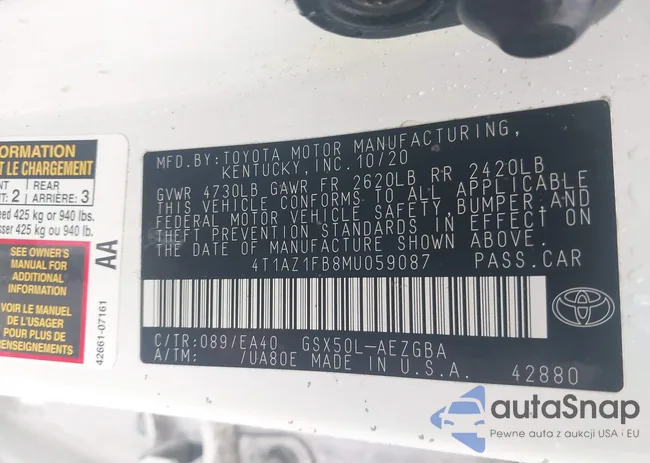 ORMATION
T LE CHARGEMENT
NT
T: 2
REAR
ARRIÈRE: 3
eed 425 kg or 940 lbs.
sser 425 kg ou 940 lb.
SEE OWNER'S
MANUAL FOR
ADDITIONAL
INFORMATION
VOIR LE MANUEL
DE L'USAGER
POUR PLUS DE
RENSEIGNEMENTS
AA
42661-07161
MFD.BY:TOYOTA MOTOR MANUFACTURING,
KENTUCKY,INC.10/20
GVWR 4730LB GAWR FR 2620LB RR 2420LB
THIS VEHICLE CONFORMS TO ALL APPLICABLE
FEDERAL MOTOR VEHICLE SAFETY,BUMPER,AND
THEFT PREVENTION STANDARDS IN EFFECT ON
THE DATE OF MANUFACTURE SHOWN ABOVE.
4T1AZ1FB8MU059087 PASS.CAR
C/TR:089/EA40 GSX50L-AEZGBA
A/TM: /UA80E MADE IN U.S.A.
42880
TOYOTA
autaSnap
Pewne auta z aukcji USA i EU